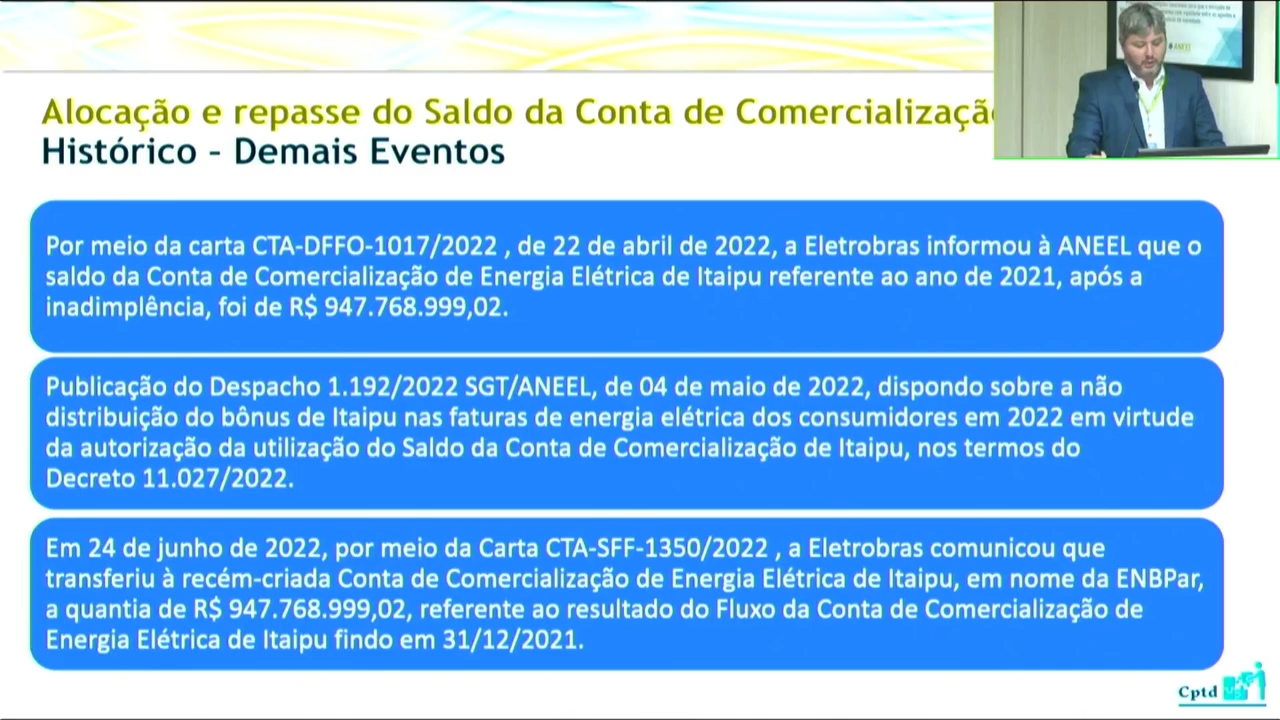 Alocação e repasse do Saldo da Conta de Comercialização
Histórico – Demais Eventos
Por meio da carta CTA-DFFO-1017/2022 , de 22 de abril de 2022, a Eletrobras informou à ANEEL que o
saldo da Conta de Comercialização de Energia Elétrica de Itaipu referente ao ano de 2021, após a
inadimplência, foi de R$ 947.768.999,02.
Publicação do Despacho 1.192/2022 SGT/ANEEL, de 04 de maio de 2022, dispondo sobre a não
distribuição do bônus de Itaipu nas faturas de energia elétrica dos consumidores em 2022 em virtude
da autorização da utilização do Saldo da Conta de Comercialização de Itaipu, nos termos do
Decreto 11.027/2022.
Em 24 de junho de 2022, por meio da Carta CTA-SFF-1350/2022 , a Eletrobras comunicou que
transferiu à recém-criada Conta de Comercialização de Energia Elétrica de Itaipu, em nome da ENBPar,
a quantia de R$ 947.768.999,02, referente ao resultado do Fluxo da Conta de Comercialização de
Energia Elétrica de Itaipu findo em 31/12/2021.
Cptd